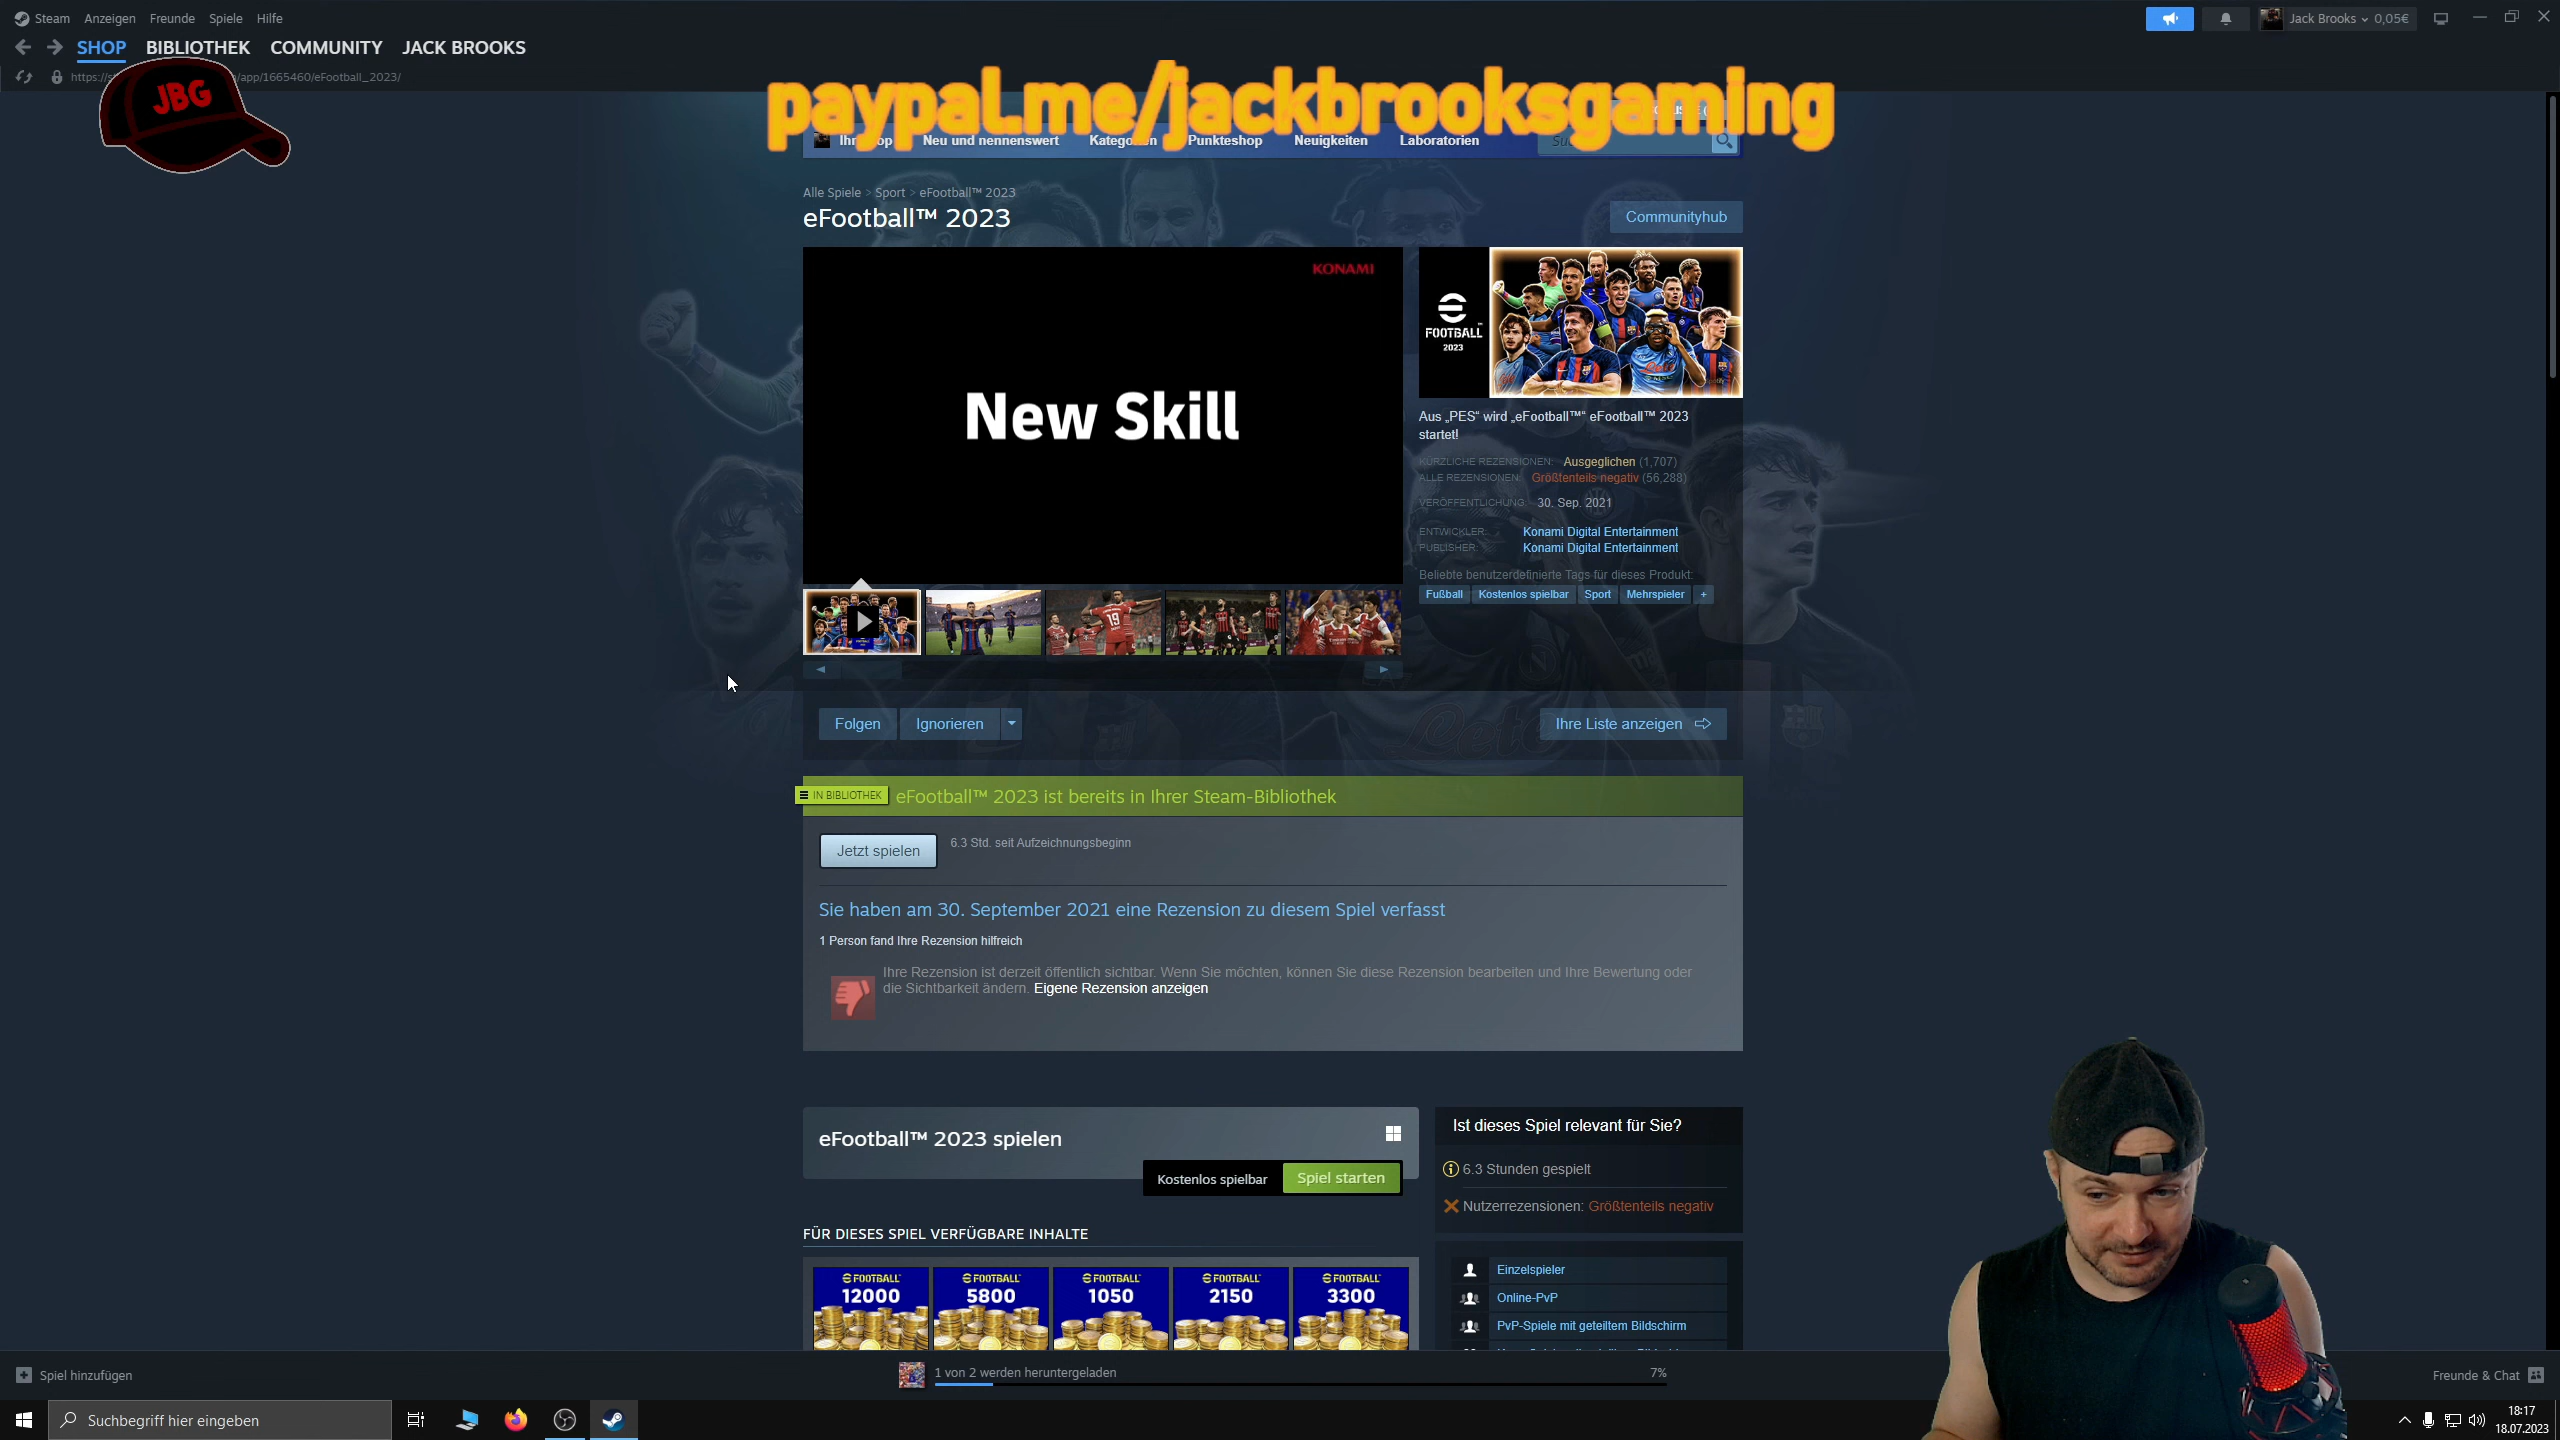 Steam Anzeigen Freunde Spiele Hilfe
Jack Brooks 0,05€
SHOP BIBLIOTHEK COMMUNITY JACK BROOKS
/app/1665460/eFootball_2023/
JBG
paypal.me/jackbrooksgaming
Neu und nennenswert Punkteshop Neuigkeiten Laboratorien
Alle Spiele > Sport > eFootball™ 2023
eFootball™ 2023
Communityhub
KONAMI
New Skill
FOOTBALL™
2023
Aus „PES“ wird „eFootball™“ eFootball™ 2023
startet!
KÜRZLICHE REZENSIONEN: Ausgeglichen (1,707)
ALLE REZENSIONEN: Größtenteils negativ (56,288)
VERÖFFENTLICHUNG: 30. Sep. 2021
ENTWICKLER: Konami Digital Entertainment
PUBLISHER: Konami Digital Entertainment
Beliebte benutzerdefinierte Tags für dieses Produkt:
Fußball Kostenlos spielbar Sport Mehrspieler +
19
Folgen Ignorieren
Ihre Liste anzeigen
IN BIBLIOTHEK eFootball™ 2023 ist bereits in Ihrer Steam-Bibliothek
Jetzt spielen 6.3 Std. seit Aufzeichnungsbeginn
Sie haben am 30. September 2021 eine Rezension zu diesem Spiel verfasst
1 Person fand Ihre Rezension hilfreich
Ihre Rezension ist derzeit öffentlich sichtbar. Wenn Sie möchten, können Sie diese Rezension bearbeiten und Ihre Bewertung oder
die Sichtbarkeit ändern. Eigene Rezension anzeigen
eFootball™ 2023 spielen
Kostenlos spielbar Spiel starten
Ist dieses Spiel relevant für Sie?
6.3 Stunden gespielt
Nutzerrezensionen: Größtenteils negativ
FÜR DIESES SPIEL VERFÜGBARE INHALTE
FOOTBALL™ FOOTBALL™ FOOTBALL™ FOOTBALL™ FOOTBALL™
12000 5800 1050 2150 3300
Einzelspieler
Online-PvP
PvP-Spiele mit geteiltem Bildschirm
Spiel hinzufügen
1 von 2 werden heruntergeladen 7%
Freunde & Chat
Suchbegriff hier eingeben
18:17
18.07.2023